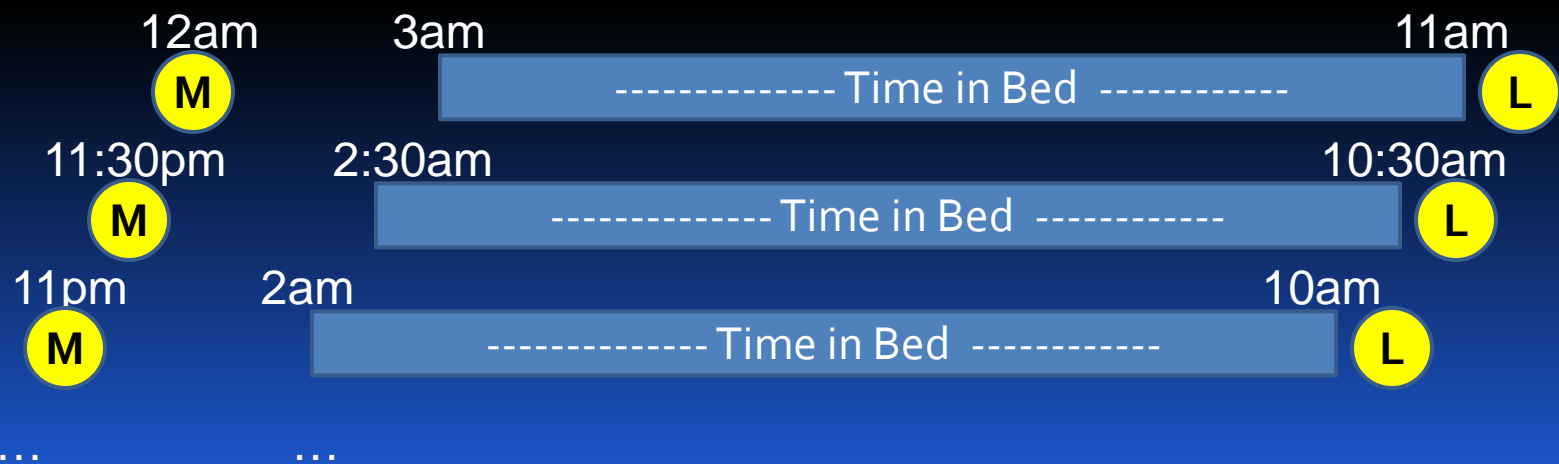 12am 3am 11am
M -------------- Time in Bed ------------ L
11:30pm 2:30am 10:30am
M -------------- Time in Bed ------------ L
11pm 2am 10am
M -------------- Time in Bed ------------ L
... ...